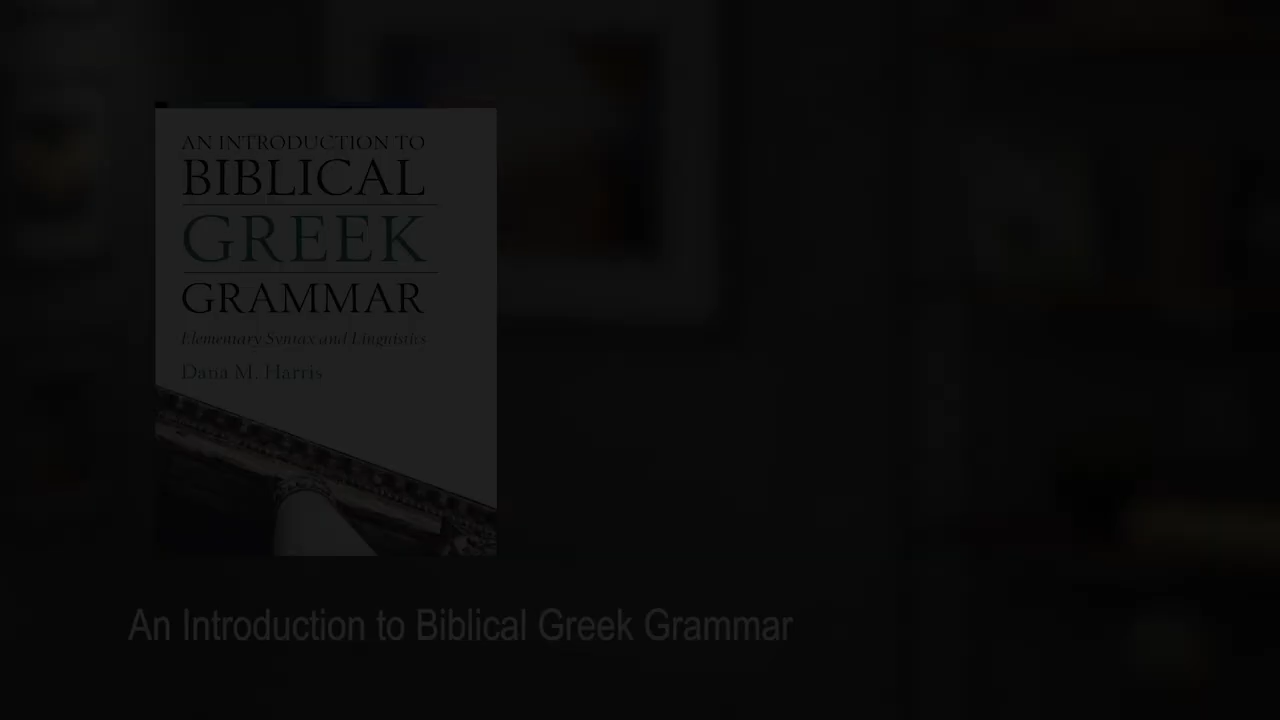 AN INTRODUCTION TO
BIBLICAL
GREEK
GRAMMAR
Elementary Syntax and Linguistics
Dana M. Harris
An Introduction to Biblical Greek Grammar